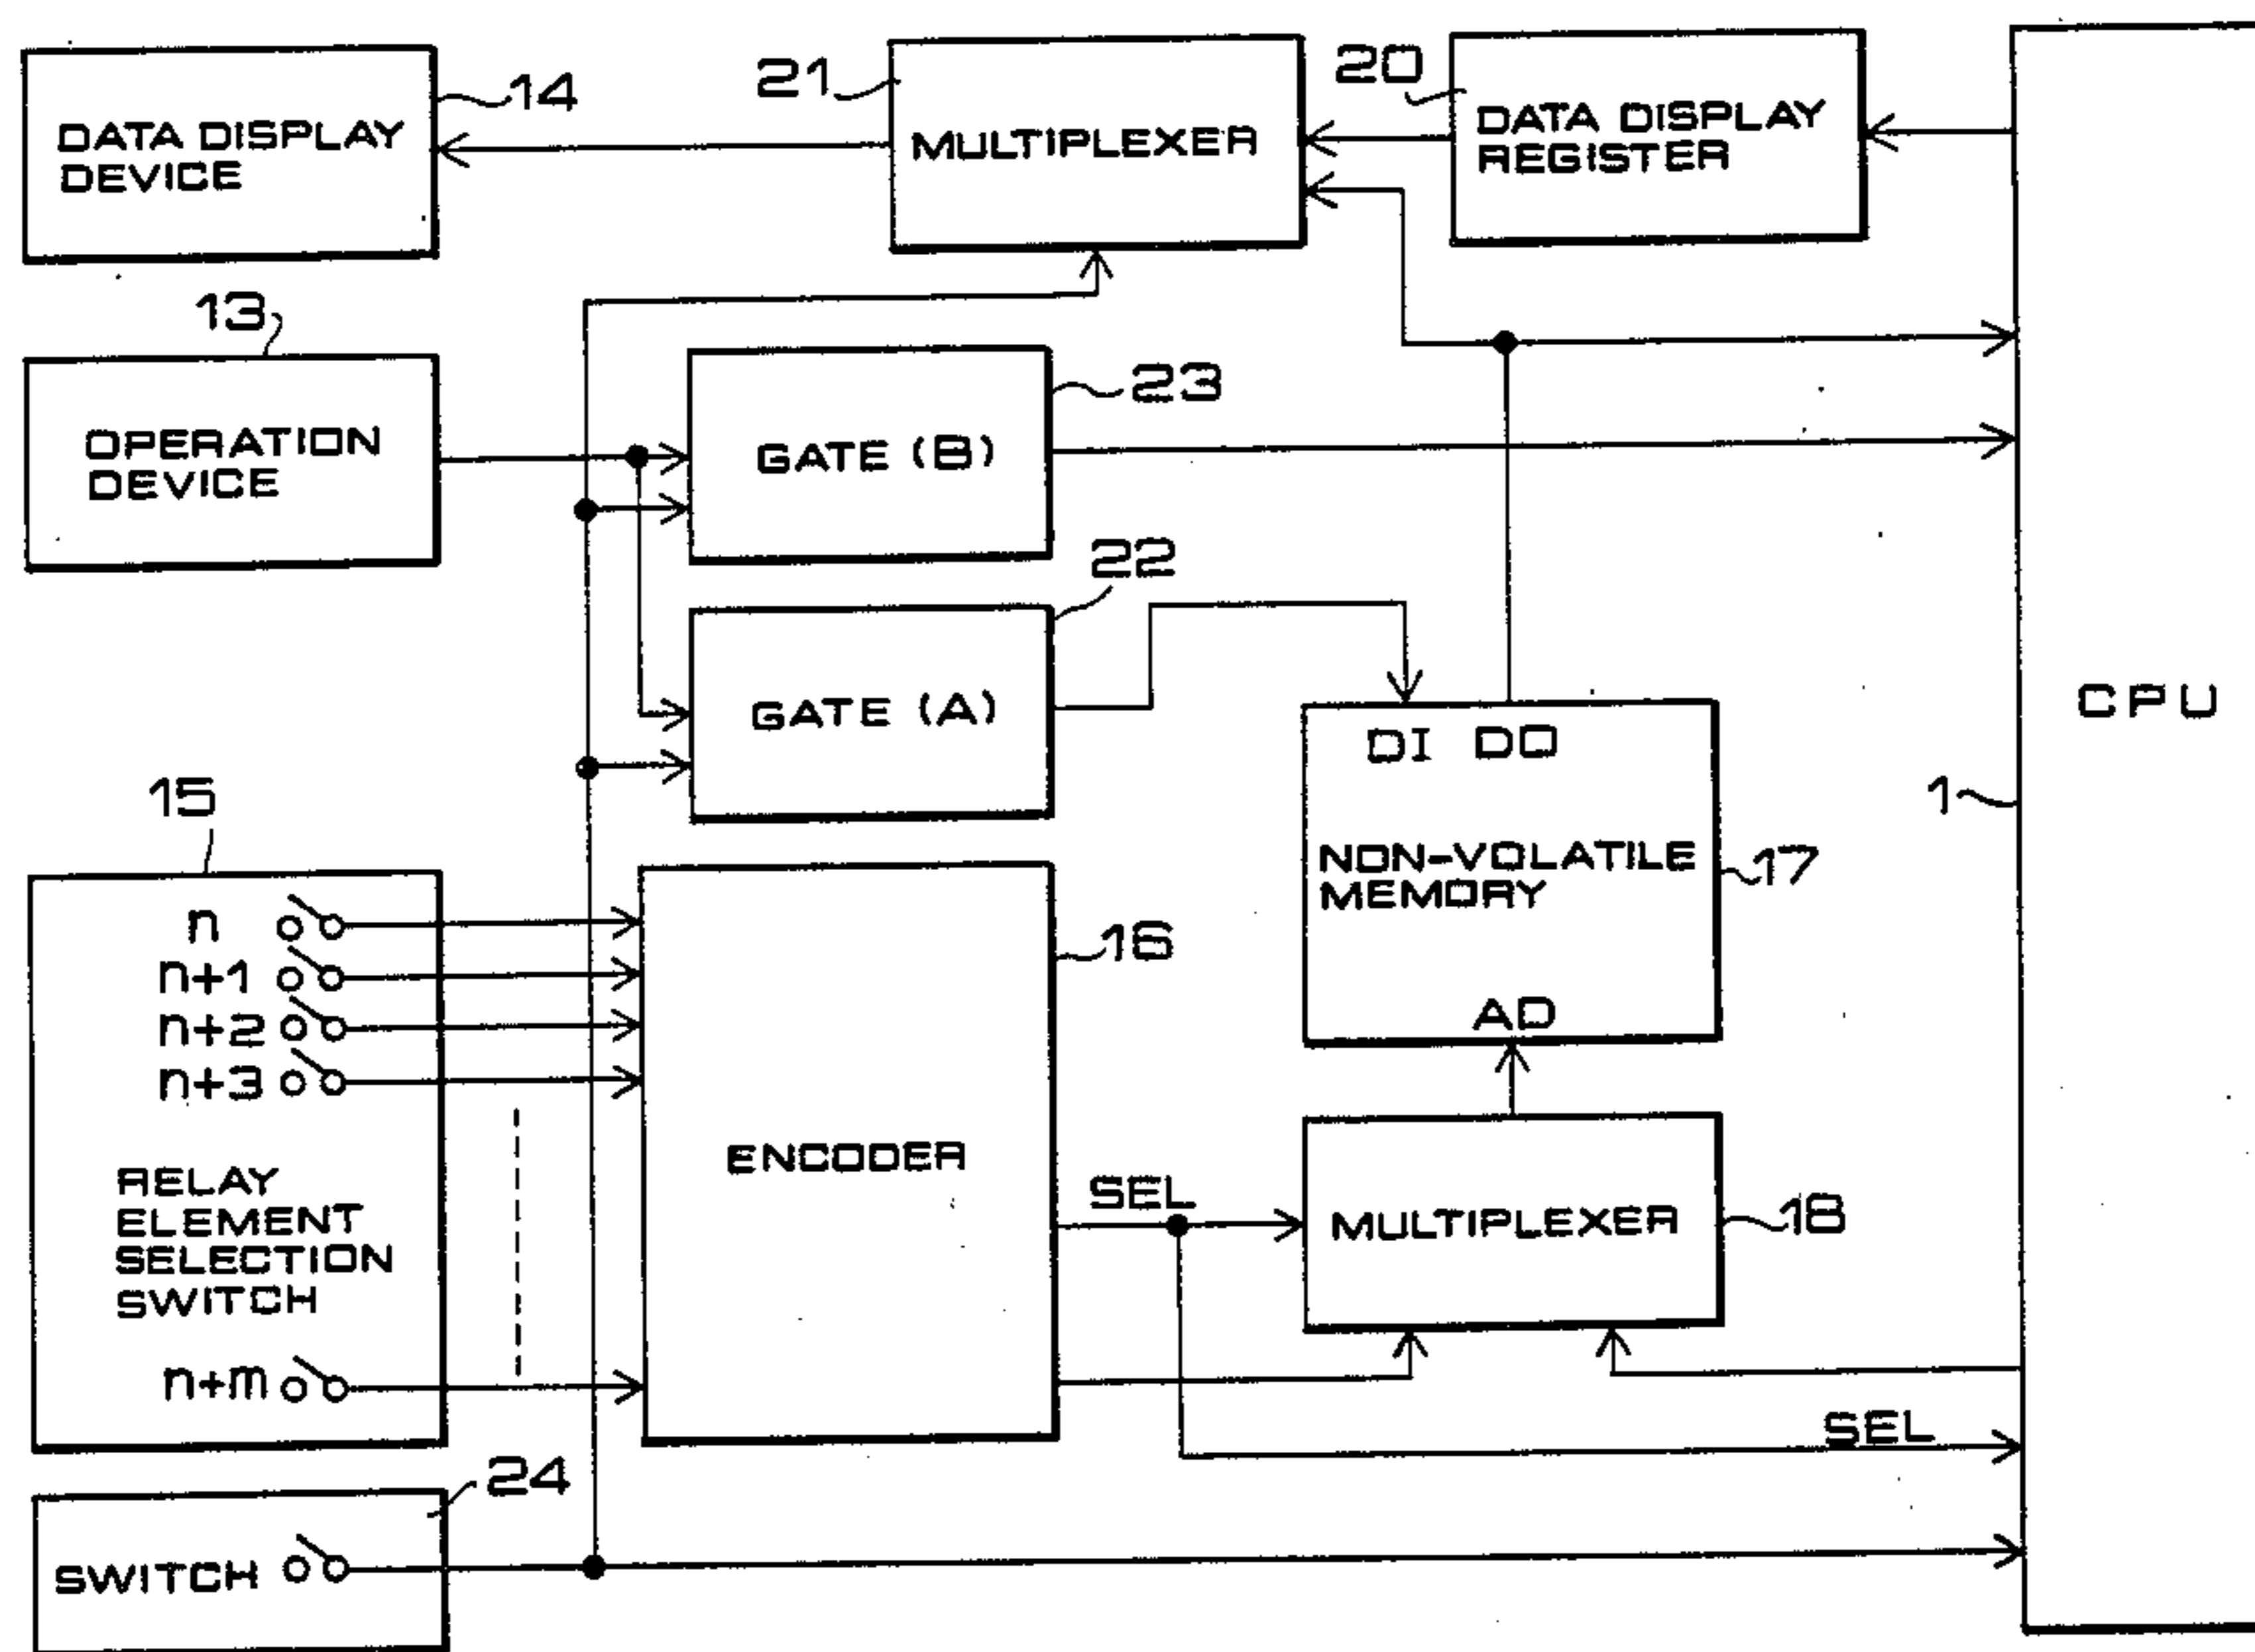 14
21
20
DATA DISPLAY
DEVICE
MULTIPLEXER
DATA DISPLAY
REGISTER
13
23
OPERATION
DEVICE
GATE (B)
22
GATE (A)
CPU
DI DO
1
15
NON-VOLATILE
MEMORY
17
n
n+1
n+2
n+3
16
AD
ENCODER
RELAY
ELEMENT
SELECTION
SWITCH
SEL
MULTIPLEXER
18
n+m
SEL
24
SWITCH